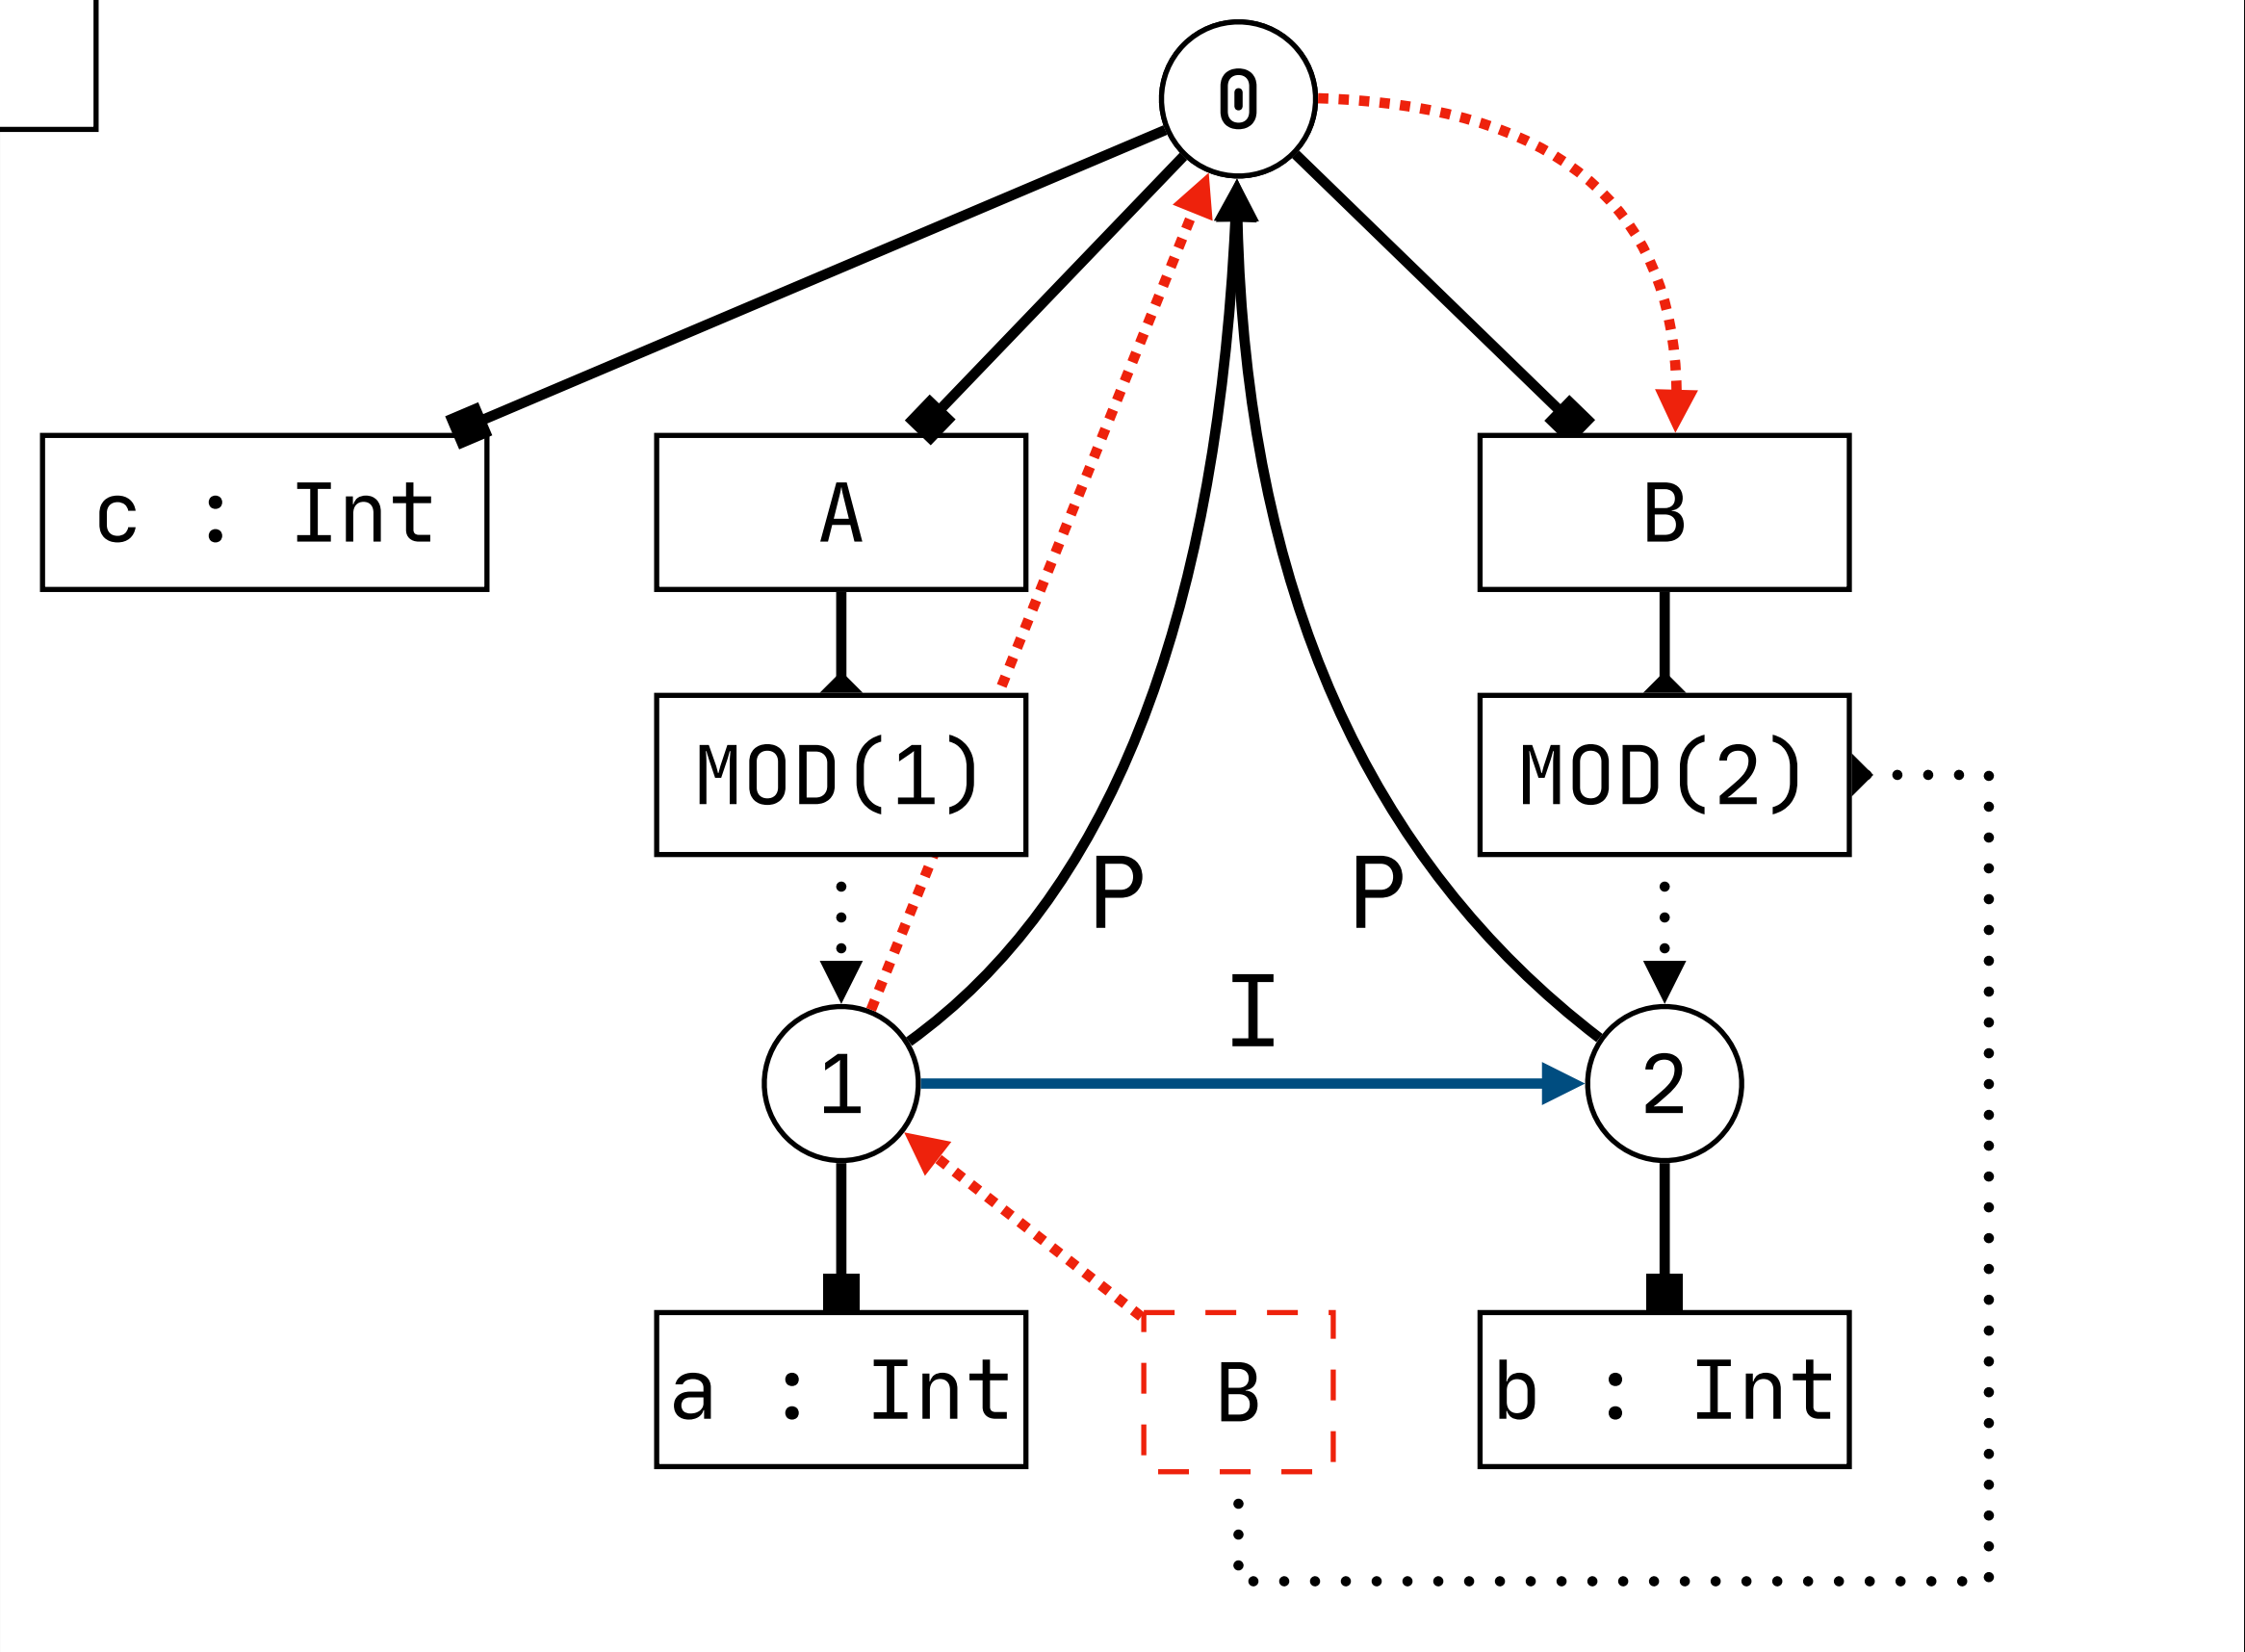 0
c : Int
A
B
MOD(1)
MOD(2)
P
P
I
1
2
a : Int
B
b : Int